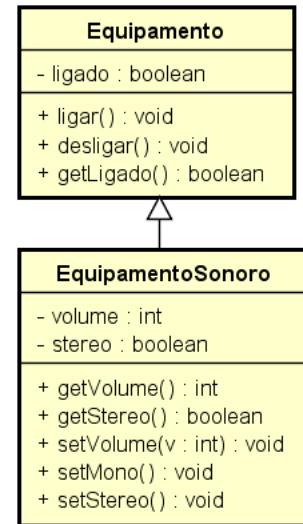 Equipamento
- ligado : boolean
+ ligar() : void
+ desligar() : void
+ getLigado() : boolean
EquipamentoSonoro
- volume : int
- stereo : boolean
+ getVolume() : int
+ getStereo() : boolean
+ setVolume(v : int) : void
+ setMono() : void
+ setStereo() : void